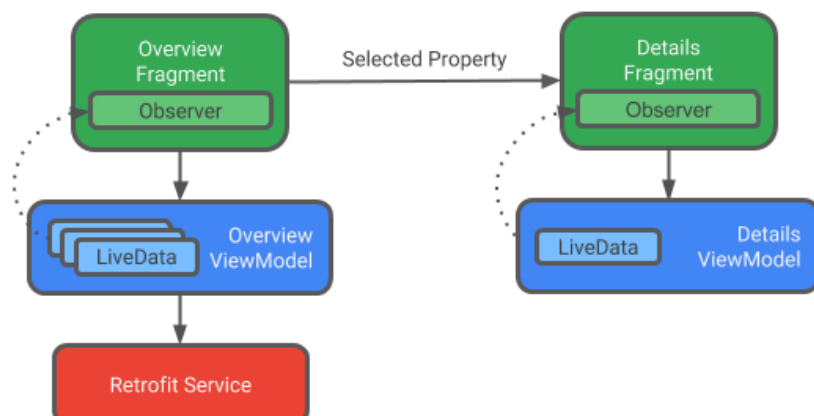 Overview
Fragment
Observer
Selected Property
Details
Fragment
Observer
LiveData
Overview
ViewModel
LiveData
Details
ViewModel
Retrofit Service